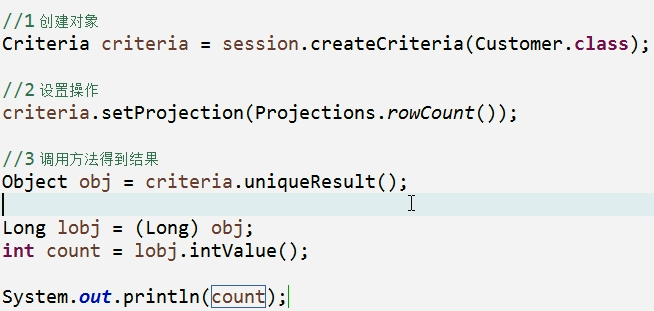 //1 创建对象
Criteria criteria = session.createCriteria(Customer.class);
//2 设置操作
criteria.setProjection(Projections.rowCount());
//3 调用方法得到结果
Object obj = criteria.uniqueResult();
Long lobj = (Long) obj;
int count = lobj.intValue();
System.out.println(count);